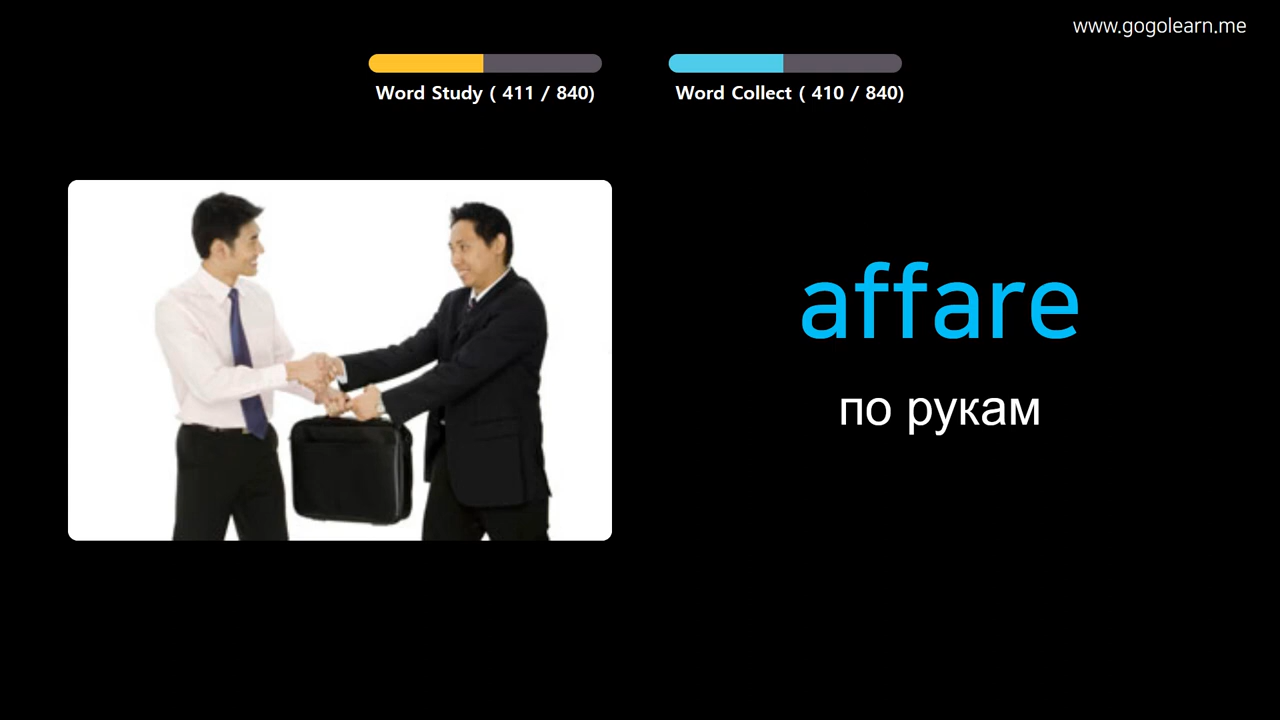 www.gogolearn.me
Word Study ( 411 / 840)
Word Collect ( 410 / 840)
affare
по рукам